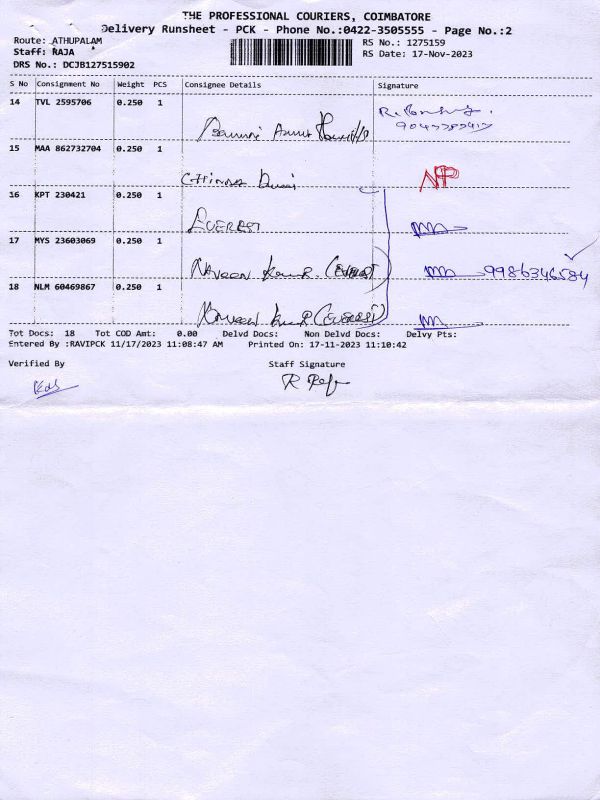 THE PROFESSIONAL COURIERS, COIMBATORE
Delivery Runsheet - PCK - Phone No.:0422-3505555 - Page No.:2
Route: ATHUPALAM
RS No.: 1275159
Staff: RAJA
RS Date: 17-Nov-2023
DRS No.: DCJB127515902
S No Consignment No Weight PCS Consignee Details Signature
14 TVL 2595706 0.250 1
15 MAA 862732704 0.250 1
CHINNA Durai NP
16 KPT 230421 0.250 1
EVEREST
17 MYS 23603069 0.250 1
Naveen Kumar (Everest) 9986346584
18 NLM 60469867 0.250 1
Naveen Kumar (EVEREST)
Tot Docs: 18 Tot COD Amt: 0.00 Delvd Docs: Non Delvd Docs: Delvy Pts:
Entered By :RAVIPCK 11/17/2023 11:08:47 AM Printed On: 17-11-2023 11:10:42
Verified By Staff Signature